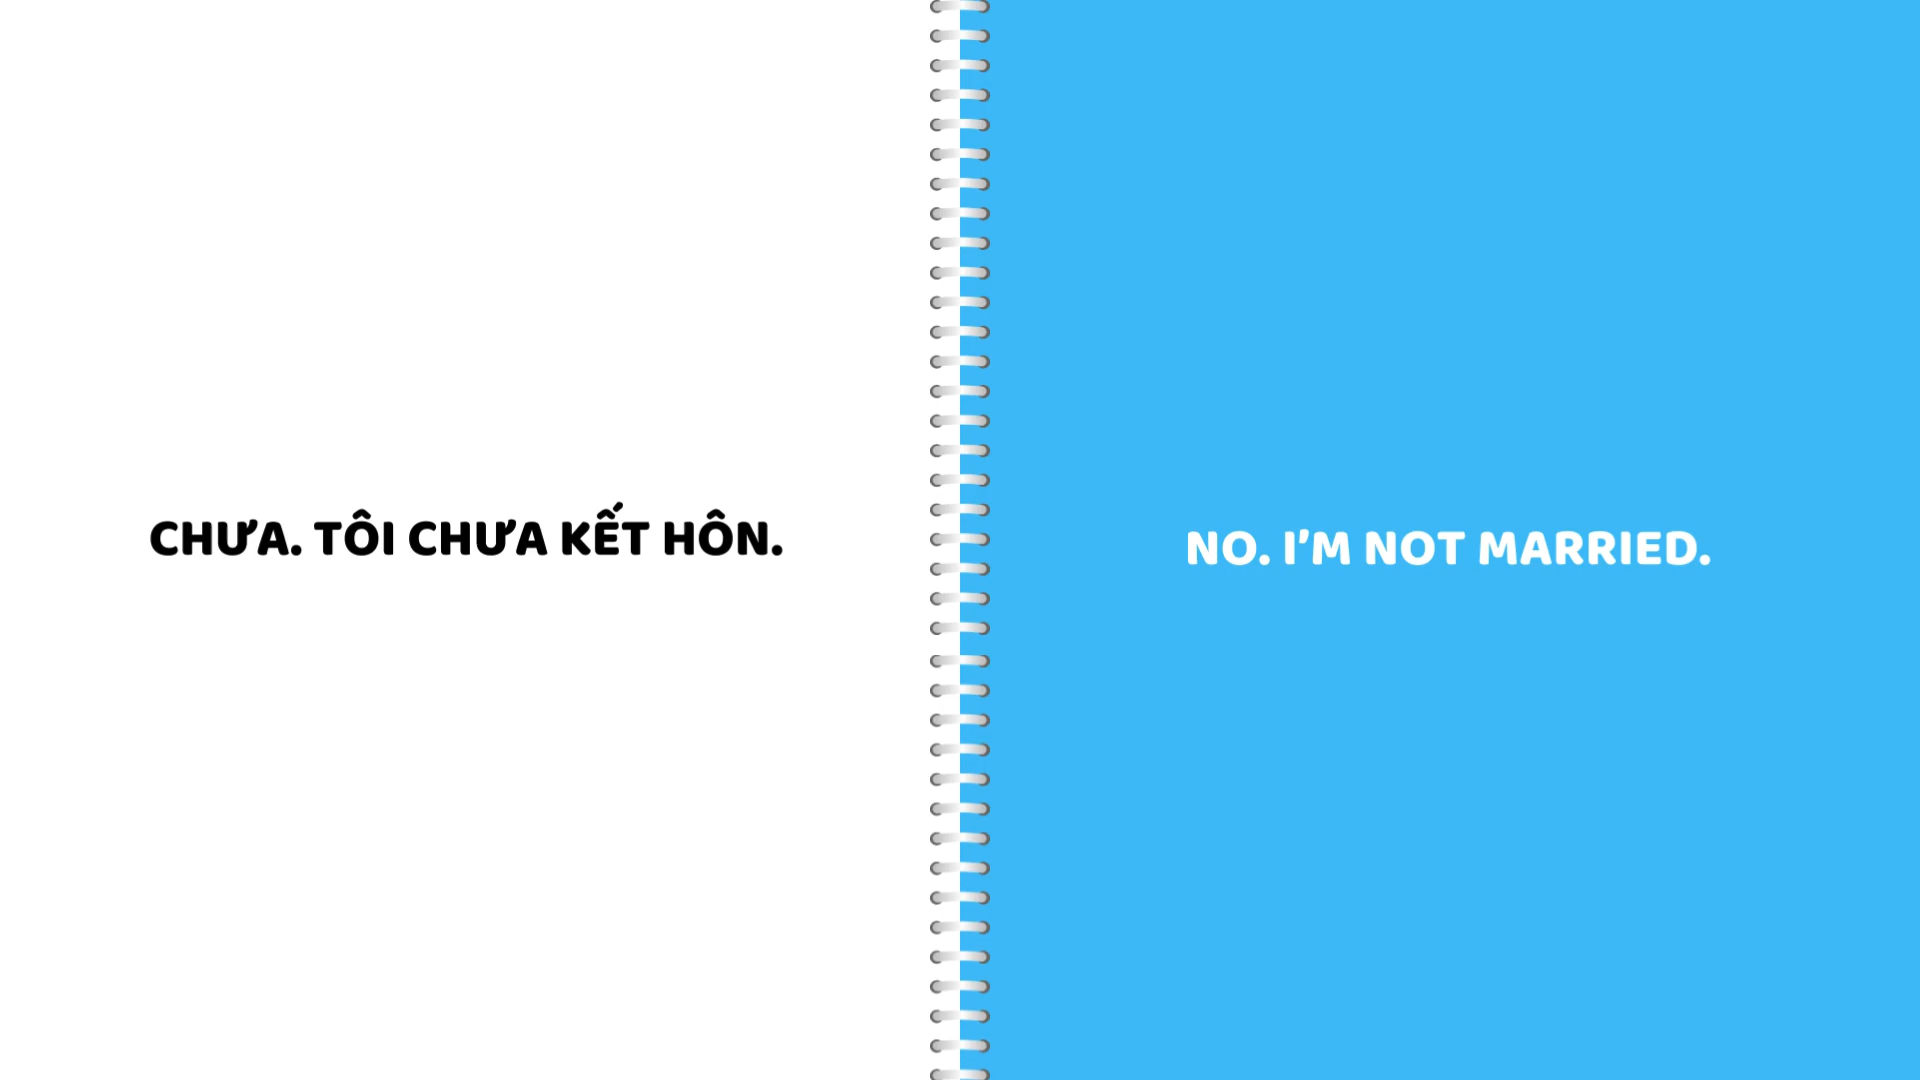 CHƯA. TÔI CHƯA KẾT HÔN.
NO. I'M NOT MARRIED.